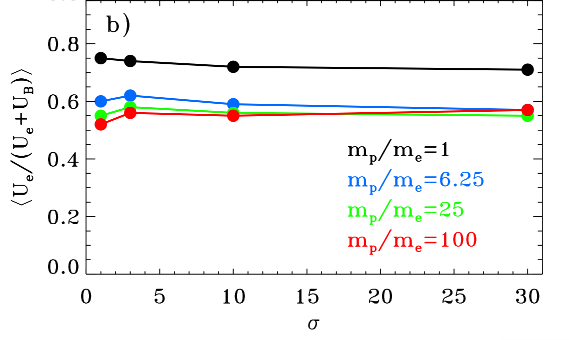 b)
0.8
0.6
0.4
0.2
0.0
⟨U_e/(U_e+U_B)⟩
m_p/m_e=1
m_p/m_e=6.25
m_p/m_e=25
m_p/m_e=100
0 5 10 15 20 25 30
σ